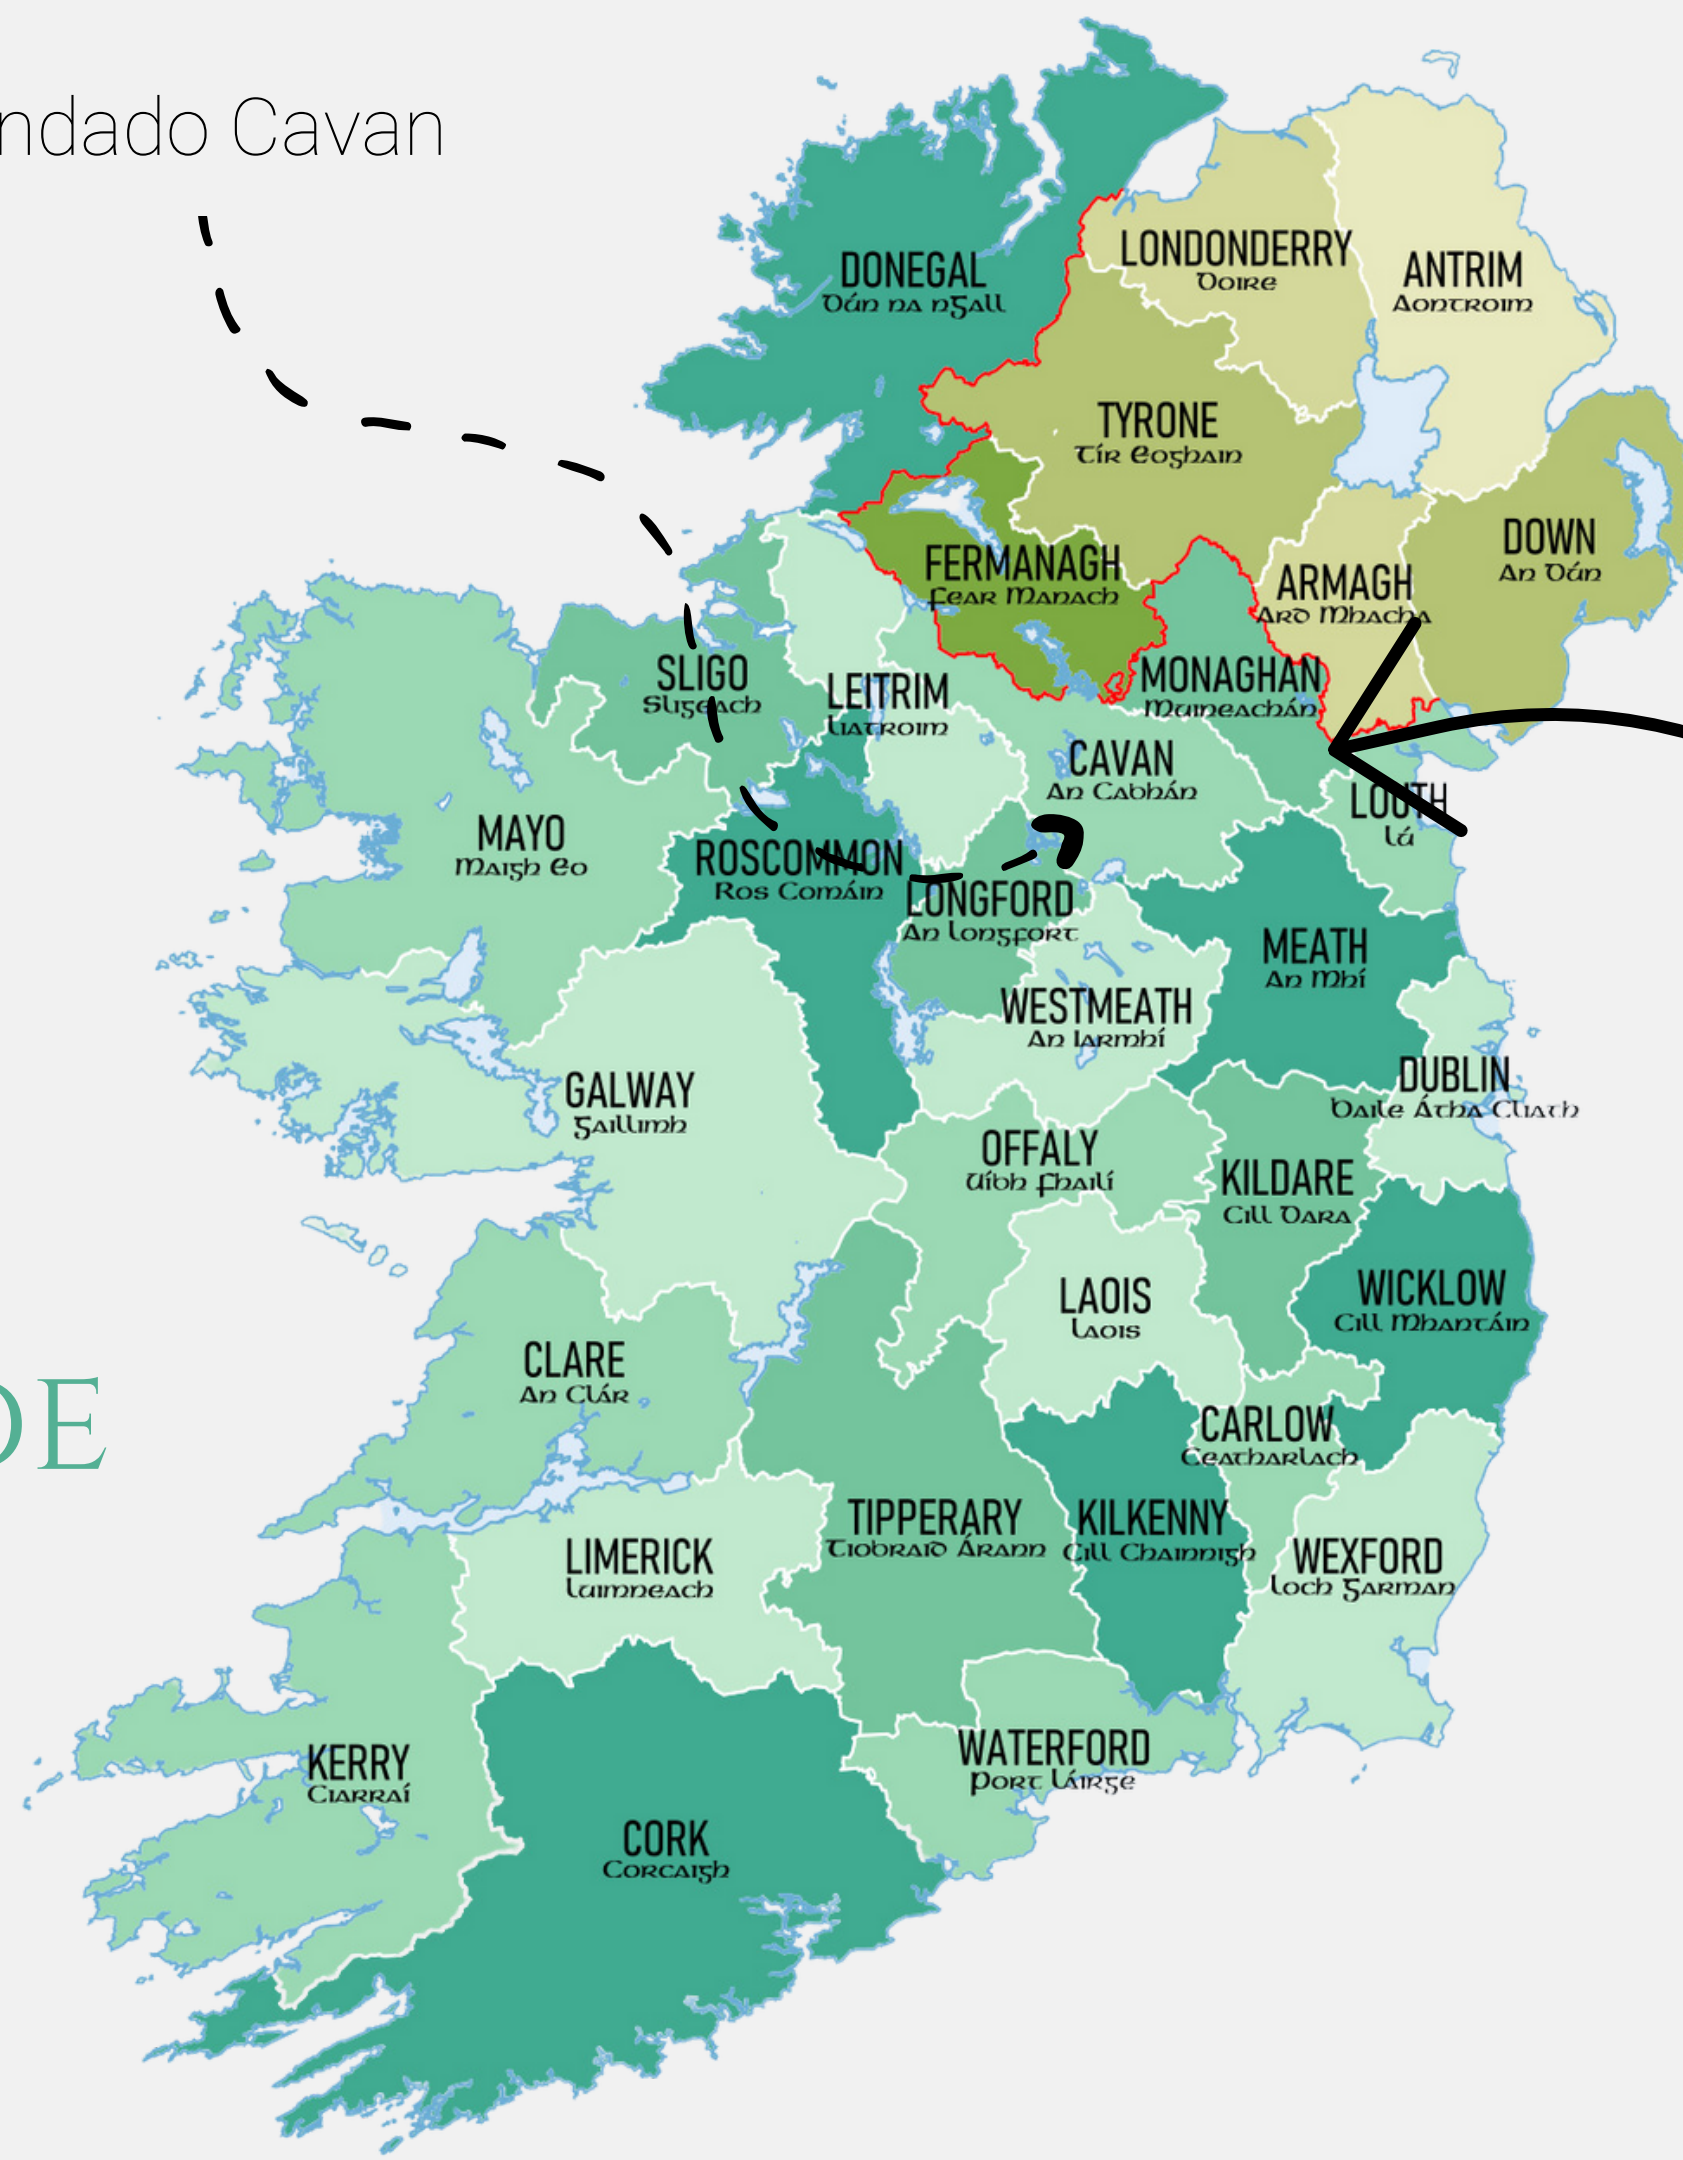 ndado Cavan
DONEGAL
Dún na nGall
LONDONDERRY
Doire
ANTRIM
Aontroim
TYRONE
Tír Eoghain
FERMANAGH
Fear Manach
ARMAGH
Ard Mhacha
DOWN
An Dún
SLIGO
Sligeach
LEITRIM
Liatroim
MONAGHAN
Muineachán
CAVAN
An Cabhán
LOUTH
Lú
MAYO
Maigh Eo
ROSCOMMON
Ros Comáin
LONGFORD
An Longfort
MEATH
An Mhí
WESTMEATH
An Iarmhí
DUBLIN
Baile Átha Cliath
GALWAY
Gaillimh
OFFALY
Uíbh Fhailí
KILDARE
Cill Dara
LAOIS
Laois
WICKLOW
Cill Mhantáin
CLARE
An Clár
DE
CARLOW
Ceatharlach
TIPPERARY
Tiobraid Árann
KILKENNY
Cill Chainnigh
LIMERICK
Luimneach
WEXFORD
Loch Garman
KERRY
Ciarraí
WATERFORD
Port Láirge
CORK
Corcaigh